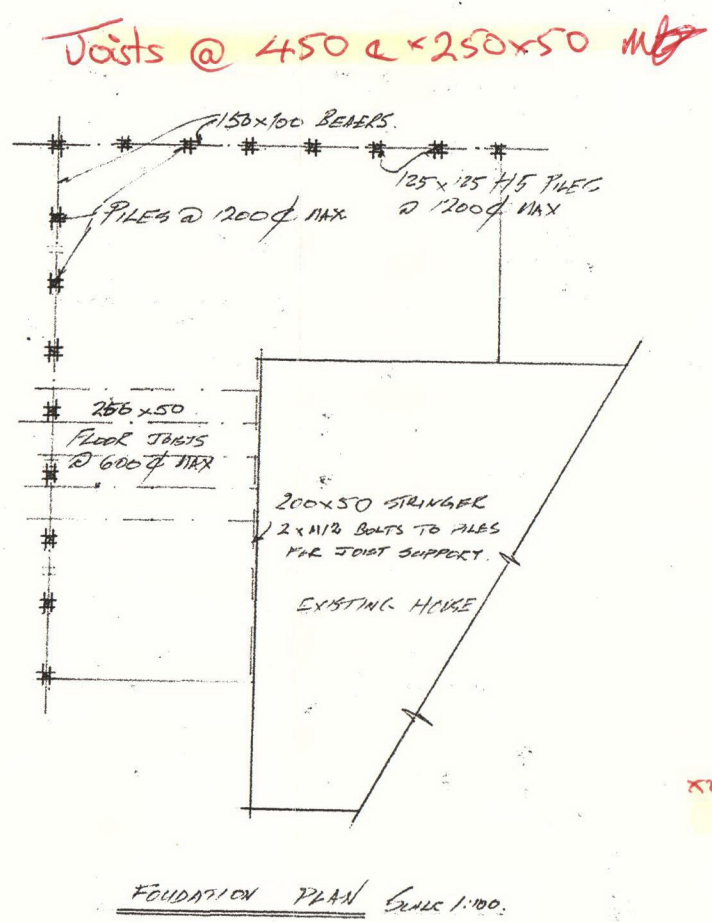 Joists @ 450 c × 250×50
150×100 BEARERS.
125×125 H5 PILES
@ 1200 ₵ MAX
PILES @ 1200 ₵ MAX
250×50
FLOOR JOISTS
@ 600 ₵ MAX
200×50 STRINGER
2×M12 BOLTS TO PILES
FOR JOIST SUPPORT.
EXISTING HOUSE
FOUDATION PLAN SCALE 1:100.